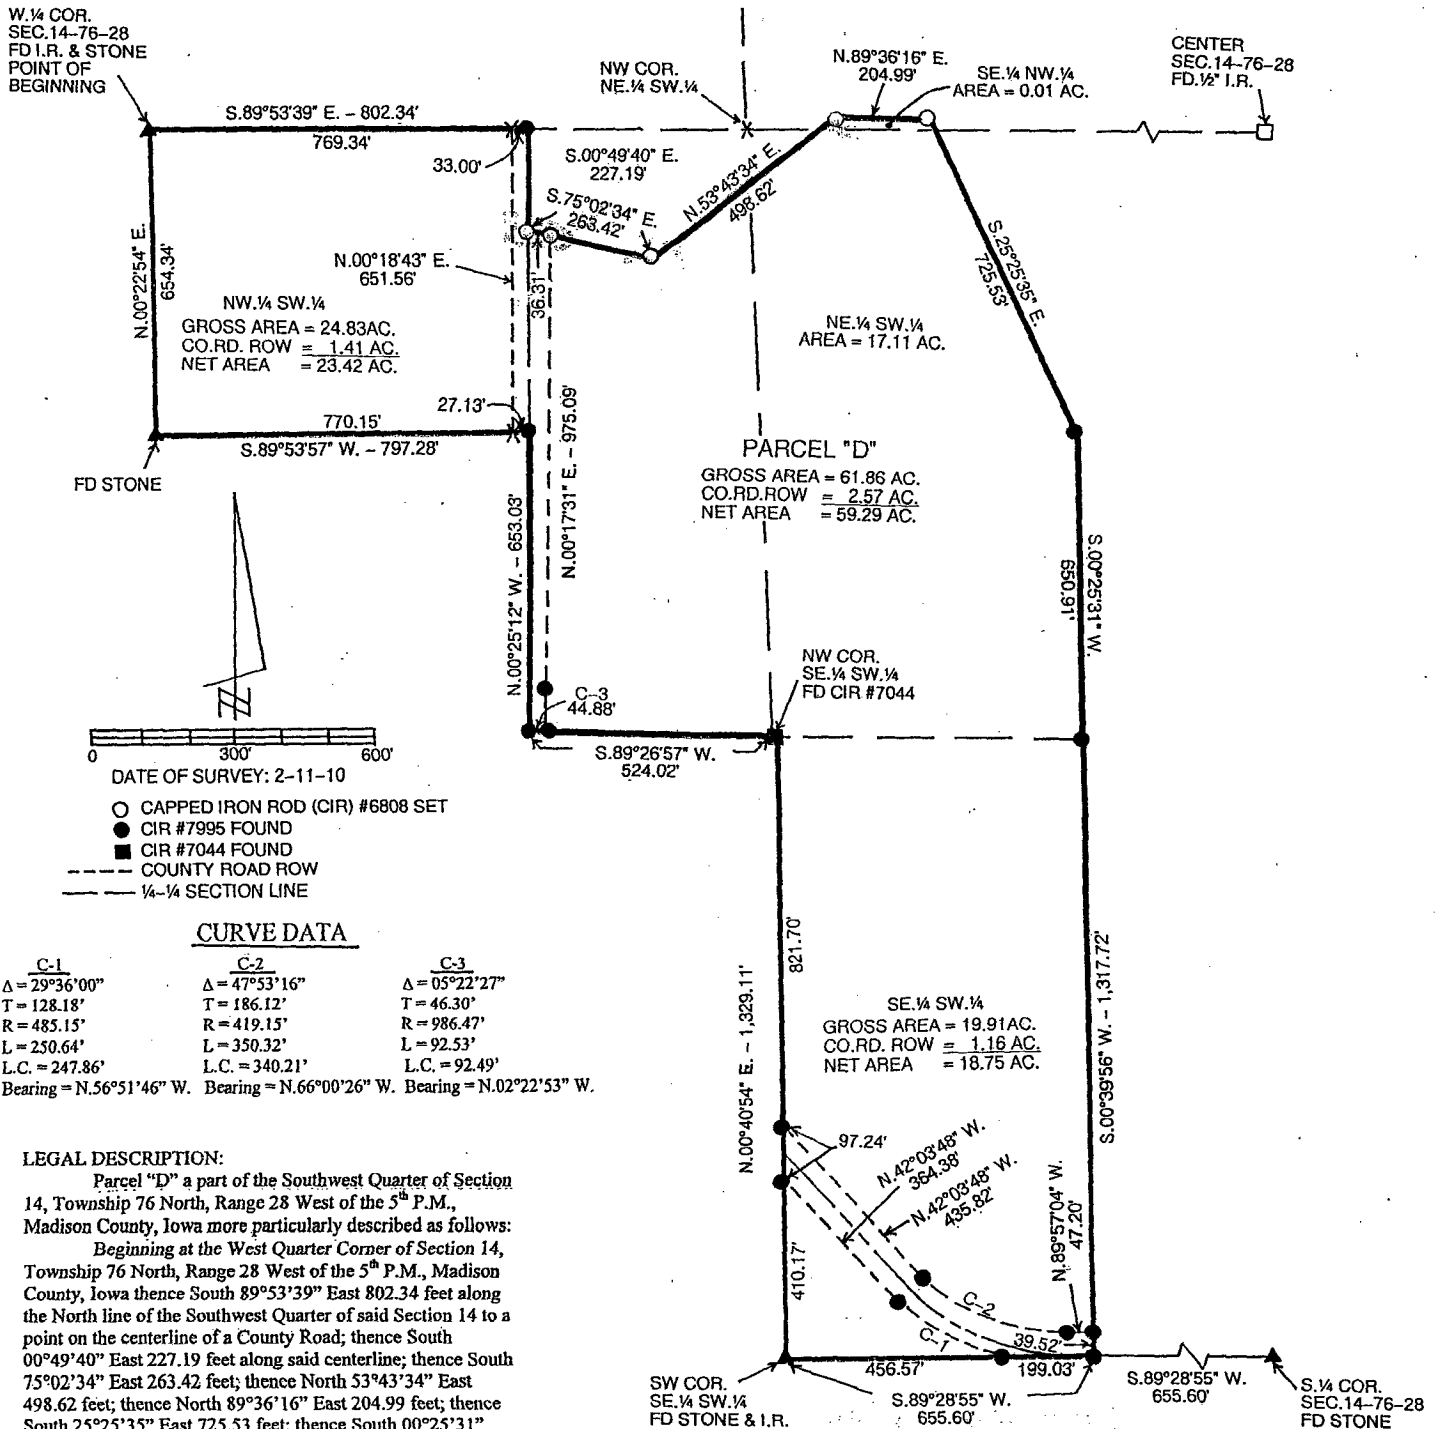 W.¼ COR.
SEC.14-76-28
FD I.R. & STONE
POINT OF
BEGINNING
S.89°53'39" E. - 802.34'
769.34'
33.00'
NW COR.
NE.¼ SW.¼
S.00°49'40" E.
227.19'
N.89°36'16" E.
204.99'
SE.¼ NW.¼
AREA = 0.01 AC.
CENTER
SEC.14-76-28
FD.½" I.R.
S.75°02'34" E.
263.42'
N.53°43'34" E.
498.62'
S.25°25'35" E.
725.53'
N.00°22'54" E.
654.34'
N.00°18'43" E.
651.56'
36.31'
NW.¼ SW.¼
GROSS AREA = 24.83AC.
CO.RD. ROW = 1.41 AC.
NET AREA = 23.42 AC.
NE.¼ SW.¼
AREA = 17.11 AC.
27.13'
770.15'
S.89°53'57" W. - 797.28'
FD STONE
N.00°17'31" E. - 975.09'
N.00°25'12" W. - 653.03'
PARCEL "D"
GROSS AREA = 61.86 AC.
CO.RD.ROW = 2.57 AC.
NET AREA = 59.29 AC.
S.00°25'31" W.
650.91'
NW COR.
SE.¼ SW.¼
FD CIR #7044
C-3
44.88'
S.89°26'57" W.
524.02'
N
0 300' 600'
DATE OF SURVEY: 2-11-10
CAPPED IRON ROD (CIR) #6808 SET
CIR #7995 FOUND
CIR #7044 FOUND
COUNTY ROAD ROW
¼-¼ SECTION LINE
CURVE DATA
C-1 C-2 C-3
Δ = 29°36'00" Δ = 47°53'16" Δ = 05°22'27"
T = 128.18' T = 186.12' T = 46.30'
R = 485.15' R = 419.15' R = 986.47'
L = 250.64' L = 350.32' L = 92.53'
L.C. = 247.86' L.C. = 340.21' L.C. = 92.49'
Bearing = N.56°51'46" W. Bearing = N.66°00'26" W. Bearing = N.02°22'53" W.
821.70'
N.00°40'54" E. - 1,329.11'
SE.¼ SW.¼
GROSS AREA = 19.91AC.
CO.RD. ROW = 1.16 AC.
NET AREA = 18.75 AC.
S.00°39'56" W. - 1,317.72'
97.24'
N.42°03'48" W.
364.38'
N.42°03'48" W.
435.82'
N.89°57'04" W.
47.20'
410.17'
C-2
C-1
39.52'
456.57'
199.03'
SW COR.
SE.¼ SW.¼
FD STONE & I.R.
S.89°28'55" W.
655.60'
S.89°28'55" W.
655.60'
S.¼ COR.
SEC.14-76-28
FD STONE
LEGAL DESCRIPTION:
Parcel "D" a part of the Southwest Quarter of Section
14, Township 76 North, Range 28 West of the 5th P.M.,
Madison County, Iowa more particularly described as follows:
Beginning at the West Quarter Corner of Section 14,
Township 76 North, Range 28 West of the 5th P.M., Madison
County, Iowa thence South 89°53'39" East 802.34 feet along
the North line of the Southwest Quarter of said Section 14 to a
point on the centerline of a County Road; thence South
00°49'40" East 227.19 feet along said centerline; thence South
75°02'34" East 263.42 feet; thence North 53°43'34" East
498.62 feet; thence North 89°36'16" East 204.99 feet; thence
South 25°25'35" East 725.53 feet; thence South 00°25'31"